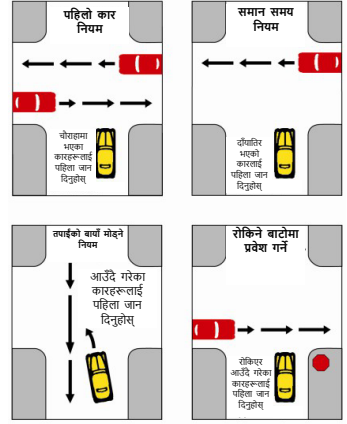 पहिलो कार
नियम
चौराहामा
भएका
कारहरूलाई
पहिला जान
दिनुहोस्
समान समय
नियम
दाँयातिर
भएको
कारलाई
पहिला जान
दिनुहोस्
तपाईंको बायाँ मोड्ने
नियम
आउँदै गरेका
कारहरूलाई
पहिला जान
दिनुहोस्
रोकिने बाटोमा
प्रवेश गर्ने
रोकिएर
आउँदै गरेका
कारहरूलाई
पहिला जान
दिनुहोस्